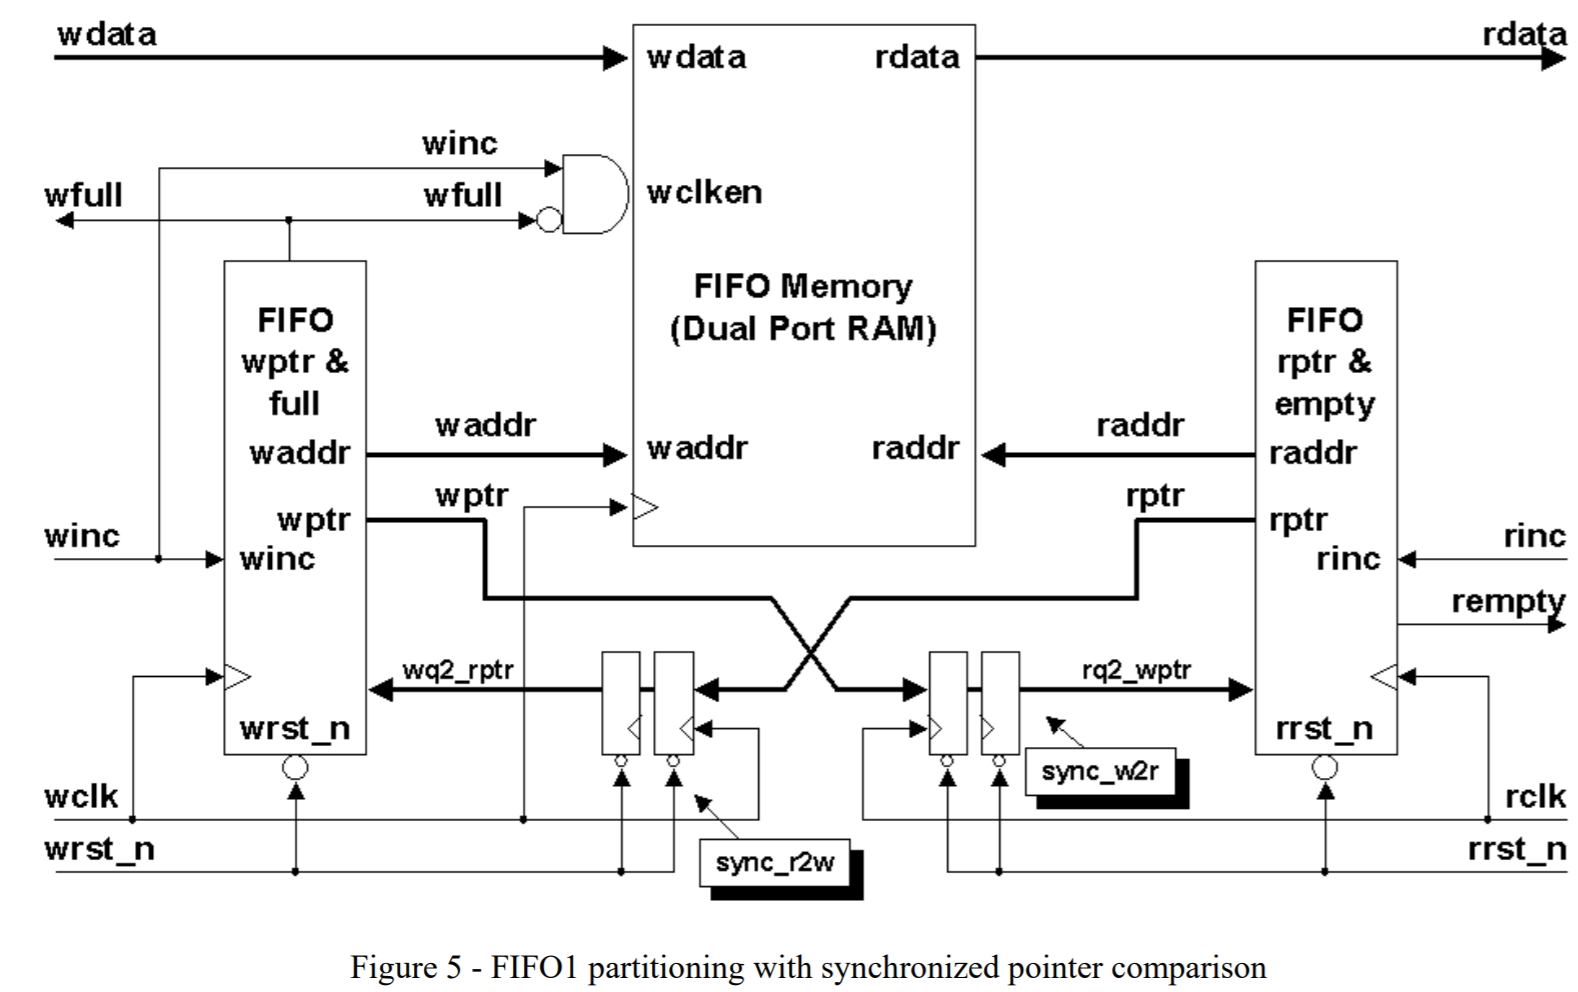 wdata
rdata
wdata
rdata
winc
wfull
wfull
wclken
FIFO Memory
(Dual Port RAM)
FIFO
wptr &
full
FIFO
rptr &
empty
waddr
waddr
waddr
raddr
raddr
raddr
wptr
wptr
rptr
rptr
winc
winc
rinc
rinc
rempty
wq2_rptr
rq2_wptr
wrst_n
rrst_n
sync_w2r
wclk
rclk
wrst_n
rrst_n
sync_r2w
Figure 5 - FIFO1 partitioning with synchronized pointer comparison